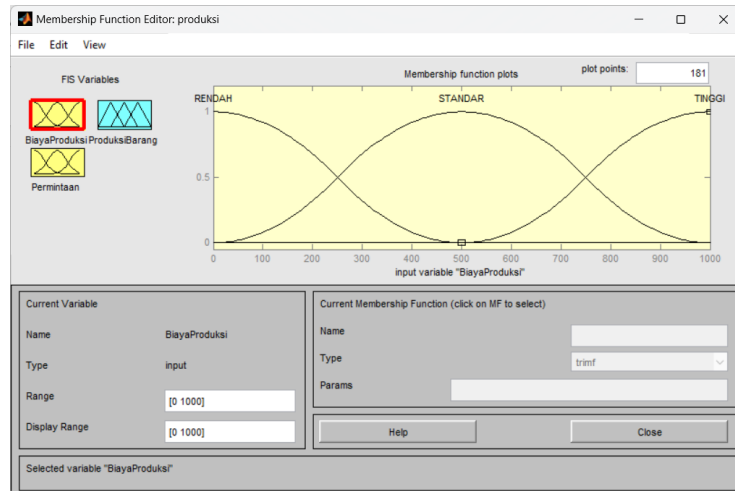 Membership Function Editor: produksi
File Edit View
FIS Variables
BiayaProduksi
ProduksiBarang
Permintaan
Membership function plots
plot points:
181
RENDAH STANDAR TINGGI
1
0.5
0
0 100 200 300 400 500 600 700 800 900 1000
input variable "BiayaProduksi"
Current Variable
Name BiayaProduksi
Type input
Range [0 1000]
Display Range [0 1000]
Current Membership Function (click on MF to select)
Name
Type trimf
Params
Help Close
Selected variable "BiayaProduksi"